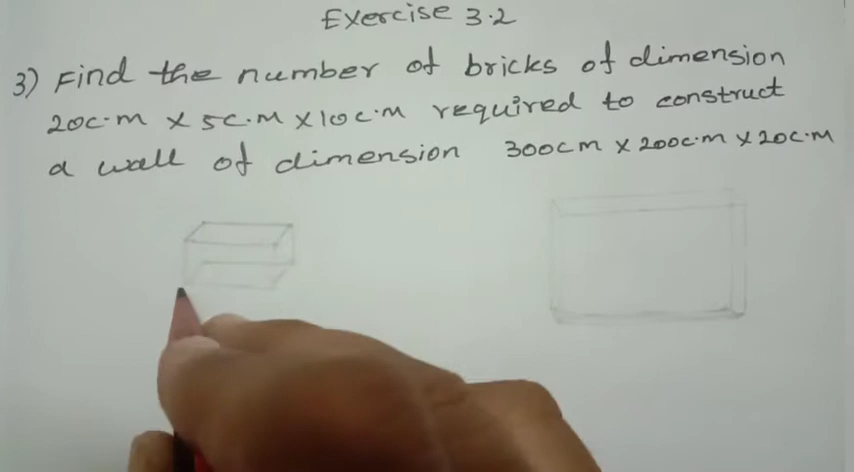 Exercise 3.2
3) Find the number of bricks of dimension
20c.m x 5c.m x 10c.m required to construct
a wall of dimension 300cm x 200c.m x 20c.m